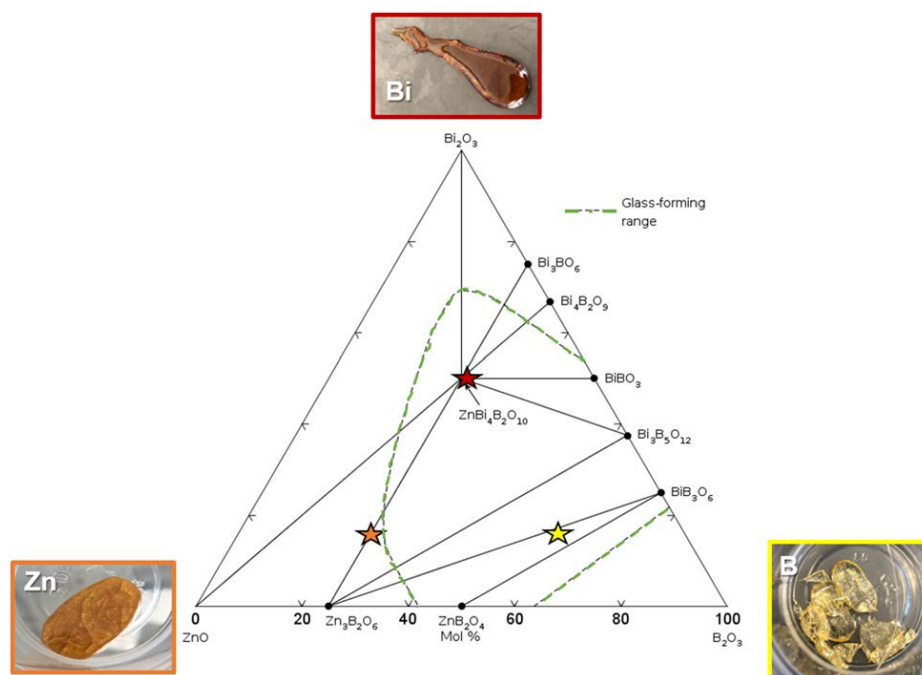 Bi
Bi₂O₃
Glass-forming
range
Bi₃BO₆
Bi₄B₂O₉
BiBO₃
ZnBi₄B₂O₁₀
Bi₃B₅O₁₂
BiB₃O₆
Zn
B
0 20 40 60 80 100
ZnO Zn₃B₂O₆ ZnB₂O₄ B₂O₃
Mol %